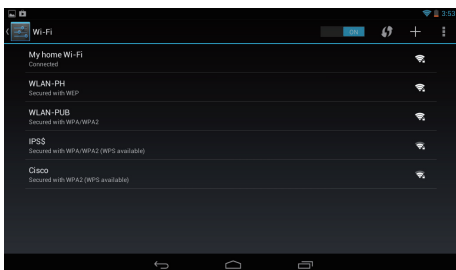 3:53
Wi-Fi
ON
My home Wi-Fi
Connected
WLAN-PH
Secured with WEP
WLAN-PUB
Secured with WPA/WPA2
IPS$
Secured with WPA/WPA2 (WPS available)
Cisco
Secured with WPA2 (WPS available)